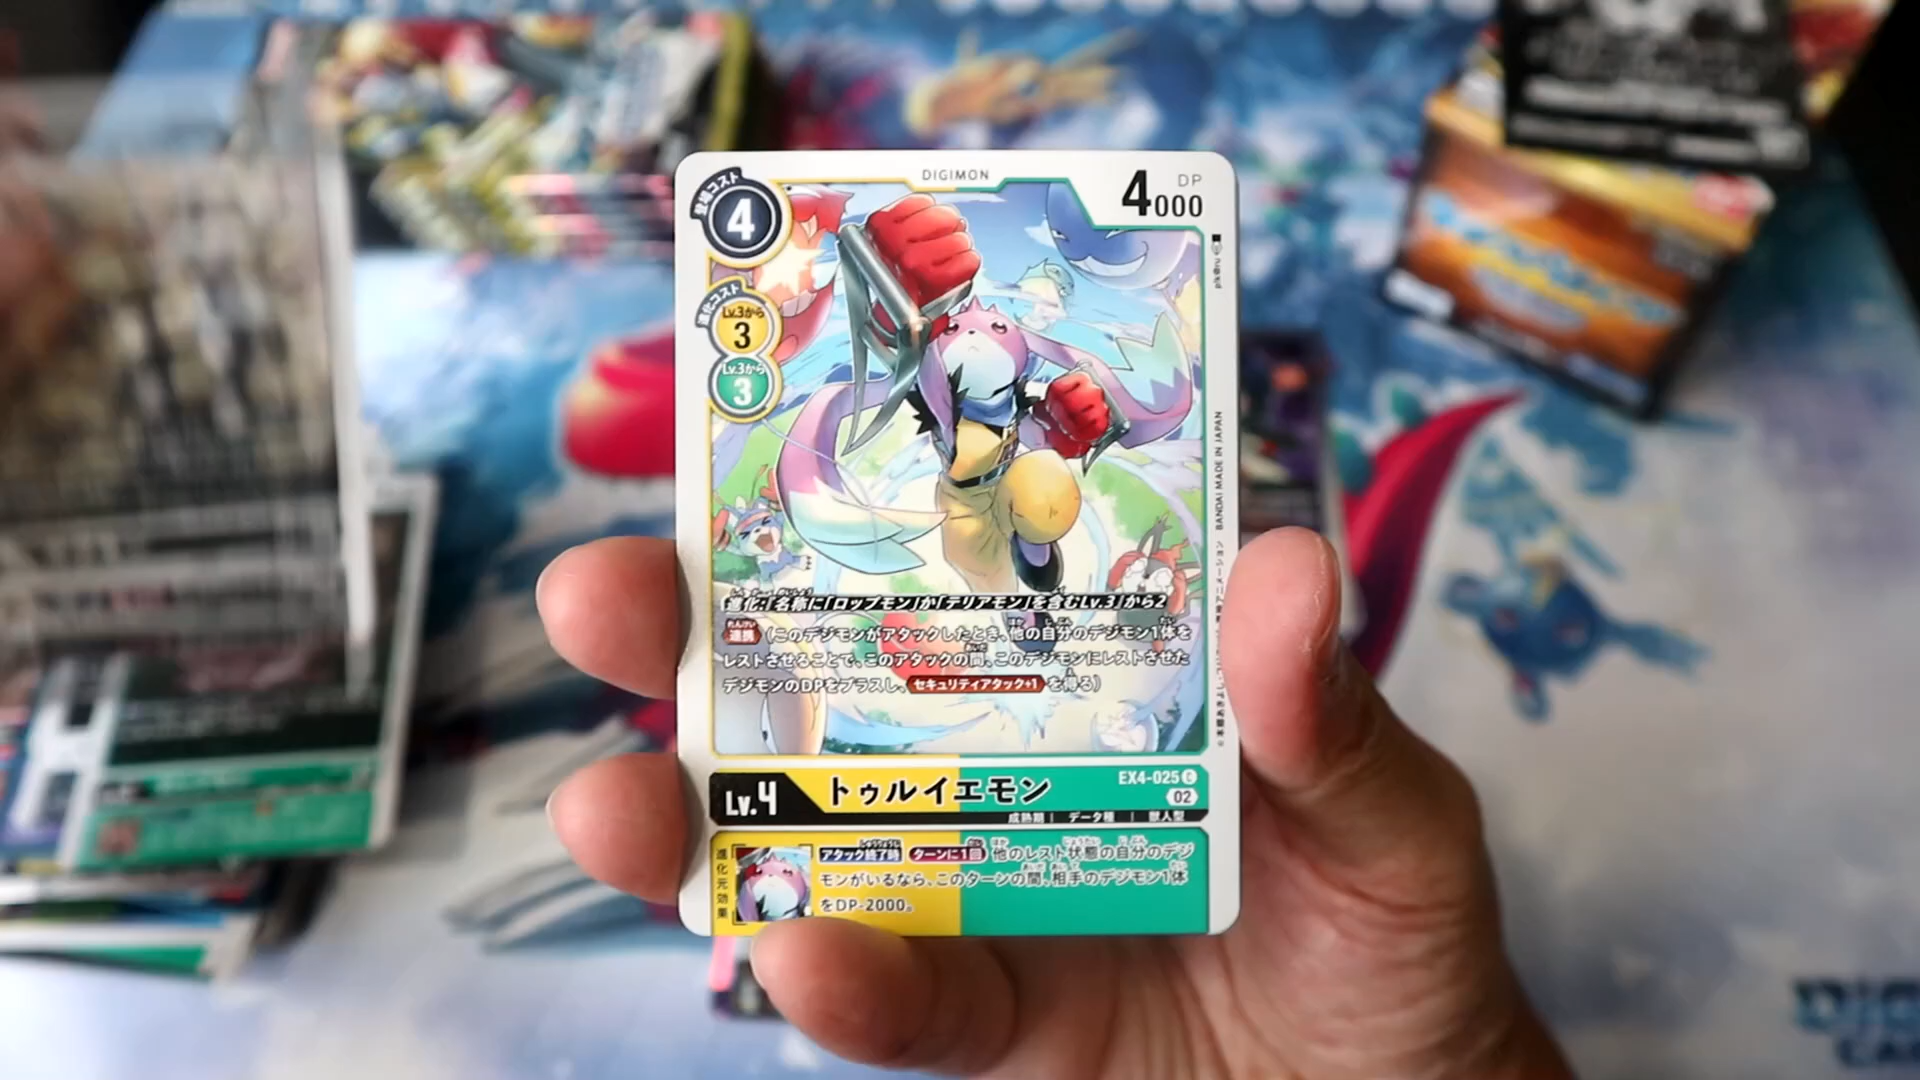 DIGIMON
登場コスト
4
DP
4000
進化コスト
Lv.3から
3
Lv.3から
3
BANDAI MADE IN JAPAN
進化:「名称に「ロップモン」か「テリアモン」を含むLv.3」から2
連携 (このデジモンがアタックしたとき、他の自分のデジモン1体を
レストさせることで、このアタックの間、このデジモンにレストさせた
デジモンのDPをプラスし、セキュリティアタック+1 を得る)
Lv.4
トゥルイエモン
EX4-025 C
02
成熟期 | データ種 | 獣人型
進化元効果
アタック終了時 ターンに1回 他のレスト状態の自分のデジ
モンがいるなら、このターンの間、相手のデジモン1体
をDP-2000。